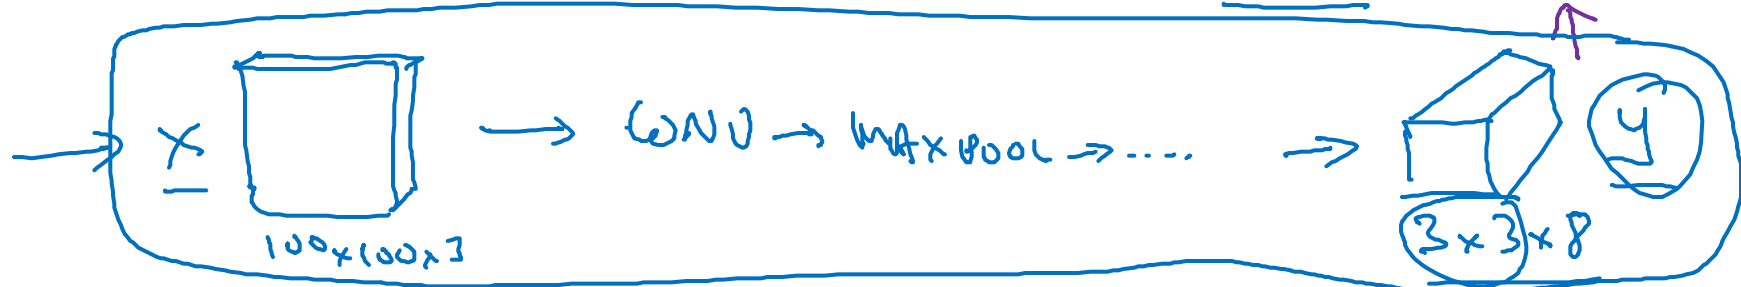 X → CONV → MAXPOOL → ..... → y
100x100x3 3x3x8